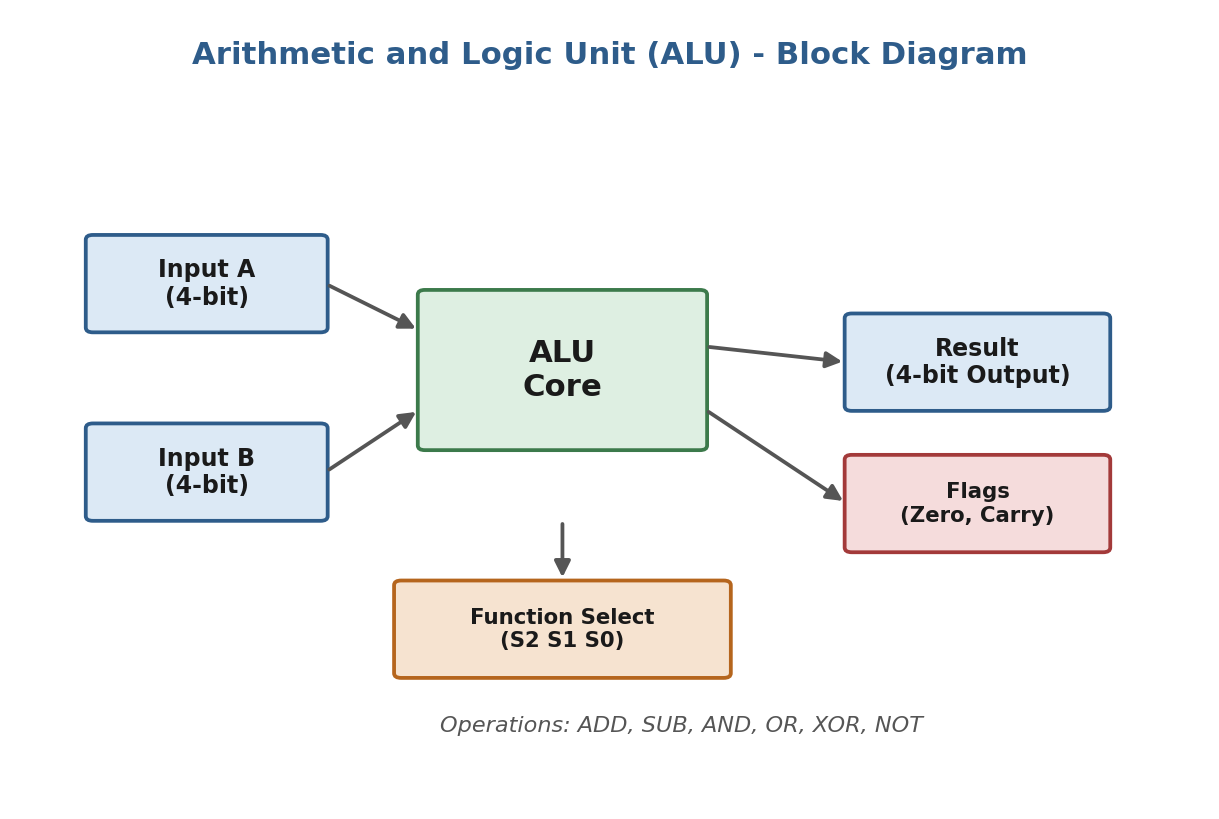 Arithmetic and Logic Unit (ALU) - Block Diagram
Input A
(4-bit)
ALU
Core
Result
(4-bit Output)
Input B
(4-bit)
Flags
(Zero, Carry)
Function Select
(S2 S1 S0)
Operations: ADD, SUB, AND, OR, XOR, NOT